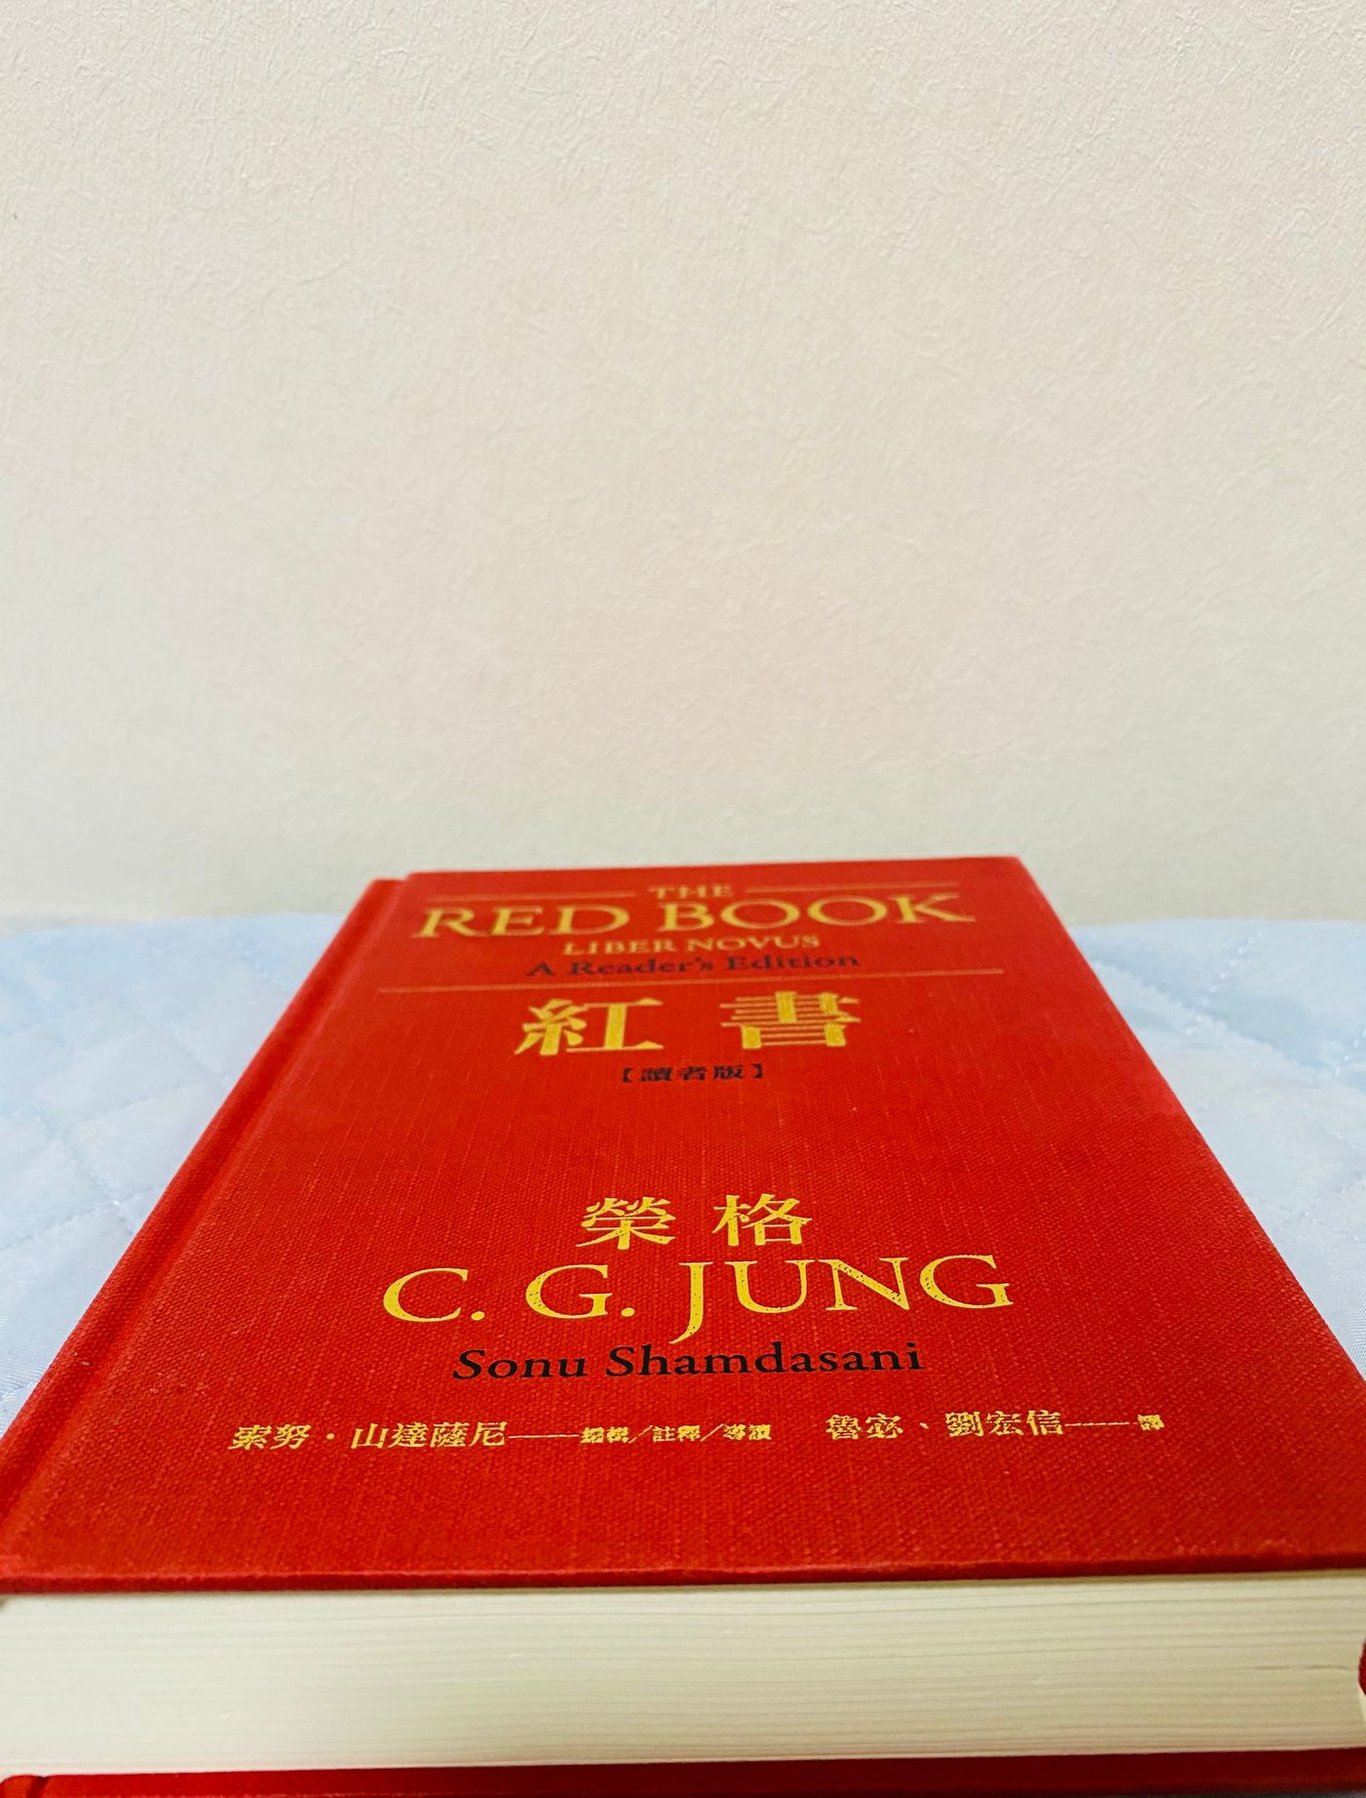 THE
RED BOOK
LIBER NOVUS
A Reader's Edition
紅書
【讀者版】
榮格
C. G. JUNG
Sonu Shamdasani
索努·山達薩尼——編輯/註釋/導讀 魯宓、劉宏信——譯